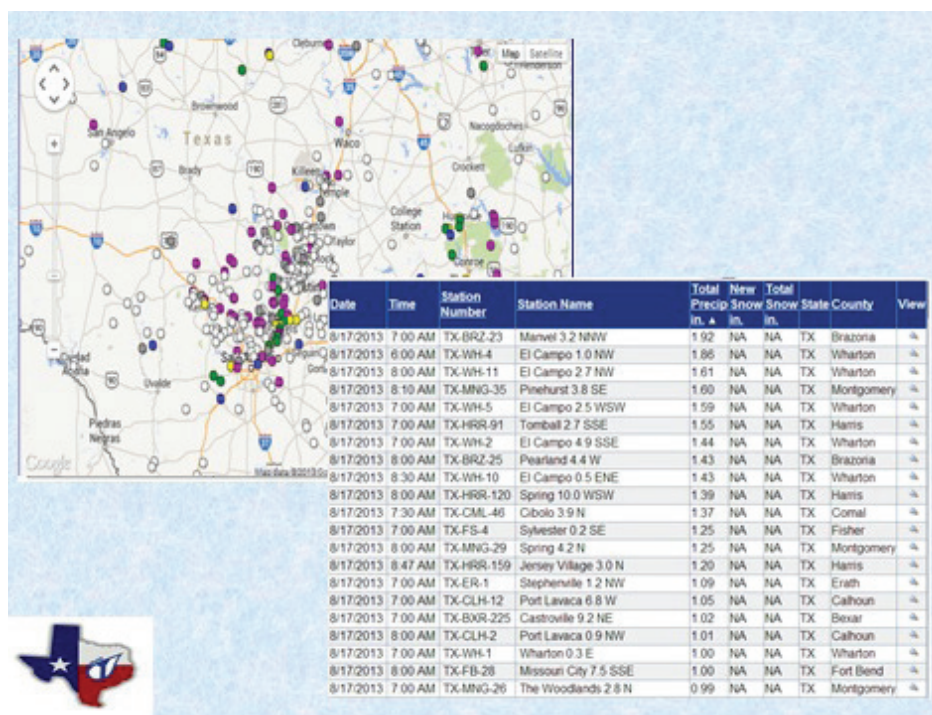 Cleburne
Map Satellite
Henderson
Brownwood
San Angelo
Texas
Waco
Nacogdoches
Lufkin
Brady
Killeen
Crockett
Temple
College
Station
Taylor
Conroe
Uvalde
Piedras
Negras
Google
Date Time Station Number Station Name Total Precip in. ▲ New Snow in. Total Snow in. State County View
8/17/2013 7:00 AM TX-BRZ-23 Manvel 3.2 NNW 1.92 NA NA TX Brazoria
8/17/2013 6:00 AM TX-WH-4 El Campo 1.0 NW 1.86 NA NA TX Wharton
8/17/2013 8:00 AM TX-WH-11 El Campo 2.7 NW 1.61 NA NA TX Wharton
8/17/2013 8:10 AM TX-MNG-35 Pinehurst 3.8 SE 1.60 NA NA TX Montgomery
8/17/2013 7:00 AM TX-WH-5 El Campo 2.5 WSW 1.59 NA NA TX Wharton
8/17/2013 7:00 AM TX-HRR-91 Tomball 2.7 SSE 1.55 NA NA TX Harris
8/17/2013 7:00 AM TX-WH-2 El Campo 4.9 SSE 1.44 NA NA TX Wharton
8/17/2013 8:00 AM TX-BRZ-25 Pearland 4.4 W 1.43 NA NA TX Brazoria
8/17/2013 8:30 AM TX-WH-10 El Campo 0.5 ENE 1.43 NA NA TX Wharton
8/17/2013 8:00 AM TX-HRR-120 Spring 10.0 WSW 1.39 NA NA TX Harris
8/17/2013 7:30 AM TX-CML-46 Cibolo 3.9 N 1.37 NA NA TX Comal
8/17/2013 7:00 AM TX-FS-4 Sylvester 0.2 SE 1.25 NA NA TX Fisher
8/17/2013 8:00 AM TX-MNG-29 Spring 4.2 N 1.25 NA NA TX Montgomery
8/17/2013 8:47 AM TX-HRR-159 Jersey Village 3.0 N 1.20 NA NA TX Harris
8/17/2013 7:00 AM TX-ER-1 Stephenville 1.2 NW 1.09 NA NA TX Erath
8/17/2013 7:00 AM TX-CLH-12 Port Lavaca 6.8 W 1.05 NA NA TX Calhoun
8/17/2013 7:00 AM TX-BXR-225 Castroville 9.2 NE 1.02 NA NA TX Bexar
8/17/2013 8:00 AM TX-CLH-2 Port Lavaca 0.9 NW 1.01 NA NA TX Calhoun
8/17/2013 7:00 AM TX-WH-1 Wharton 0.3 E 1.00 NA NA TX Wharton
8/17/2013 8:00 AM TX-FB-28 Missouri City 7.5 SSE 1.00 NA NA TX Fort Bend
8/17/2013 7:00 AM TX-MNG-26 The Woodlands 2.8 N 0.99 NA NA TX Montgomery